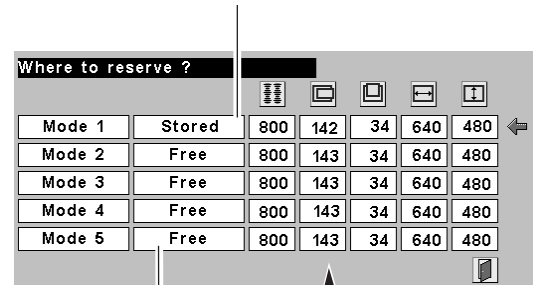 Where to reserve ?
Mode 1 Stored 800 142 34 640 480
Mode 2 Free 800 143 34 640 480
Mode 3 Free 800 143 34 640 480
Mode 4 Free 800 143 34 640 480
Mode 5 Free 800 143 34 640 480